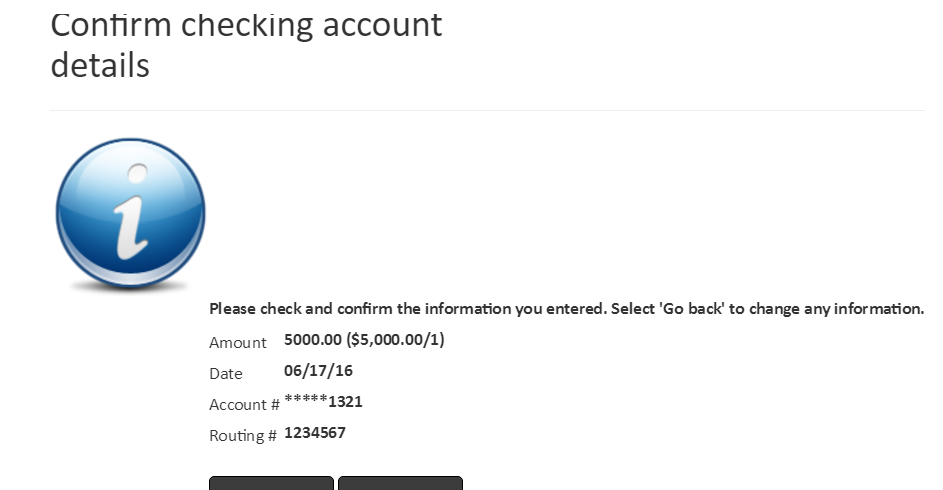 Confirm checking account
details
Please check and confirm the information you entered. Select 'Go back' to change any information.
Amount 5000.00 ($5,000.00/1)
Date 06/17/16
Account # *****1321
Routing # 1234567